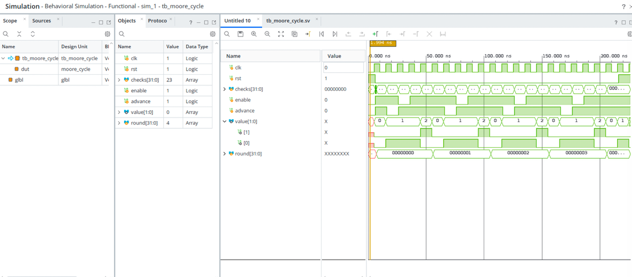 Simulation - Behavioral Simulation - Functional - sim_1 - tb_moore_cycle
Scope
Sources
Name
Design Unit
Bl
tb_moore_cycle
tb_moore_cycle
dut
moore_cycle
glbl
glbl
Objects
Protoco
Name
Value
Data Type
clk
1
Logic
rst
1
Logic
checks[31:0]
23
Array
enable
1
Logic
advance
1
Logic
value[1:0]
0
Array
round[31:0]
4
Array
Untitled 10
tb_moore_cycle.sv
Name
Value
clk
0
rst
1
checks[31:0]
00000000
enable
0
advance
0
value[1:0]
X
[1]
X
[0]
X
round[31:0]
XXXXXXXX
0.000 ns
50.000 ns
100.000 ns
150.000 ns
200.000 ns
000...
0 1 2 0 1 2 0 1 2 0 1 2 0 1
00000000 00000001 00000002 00000003 000...